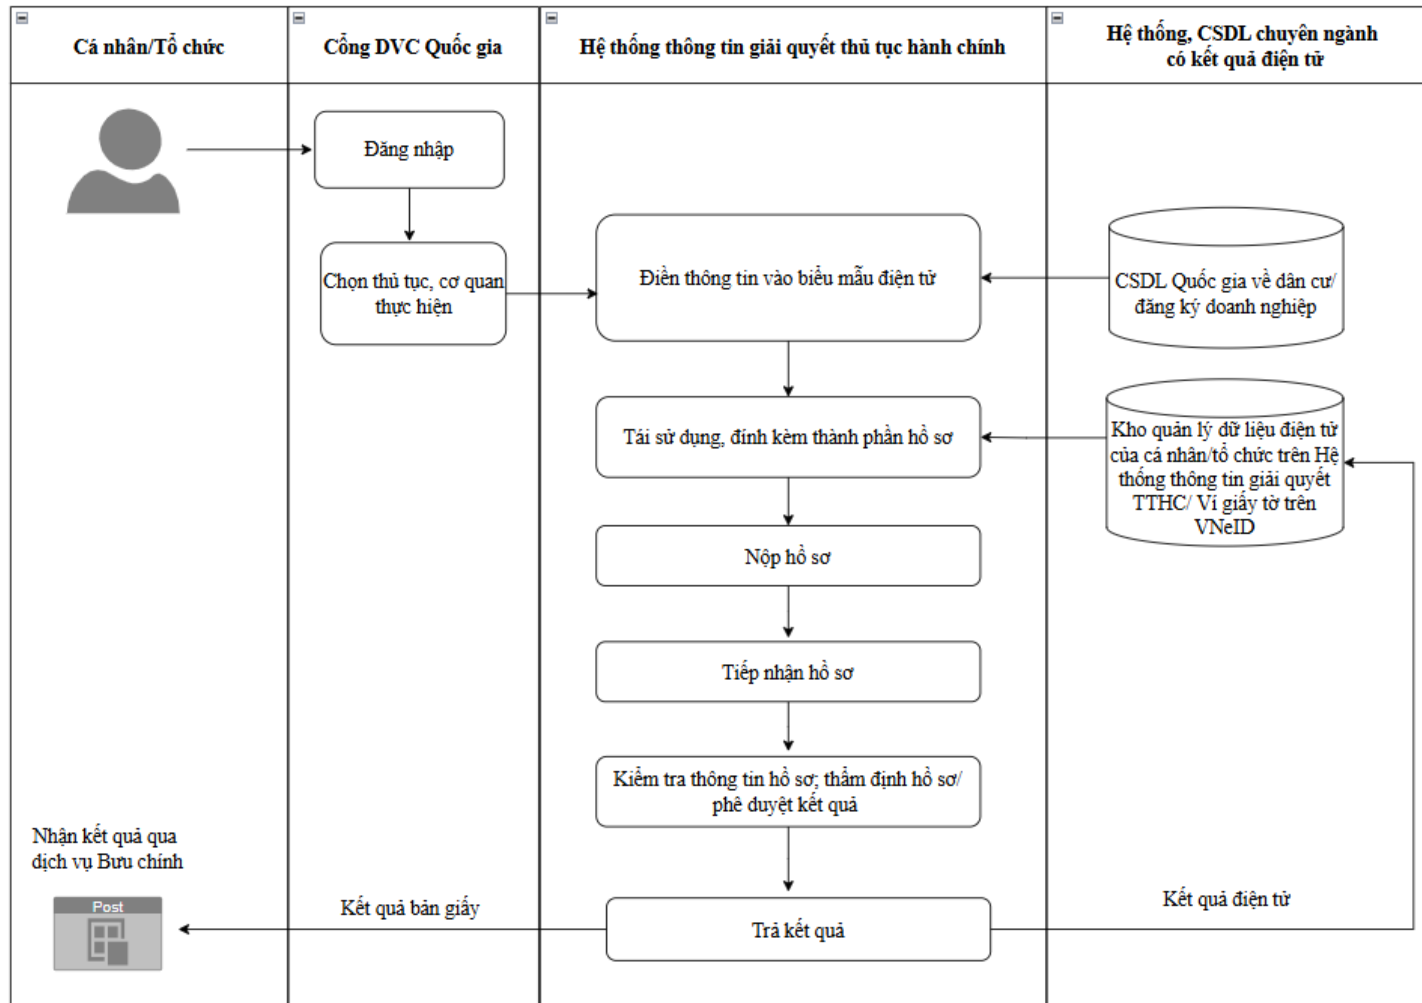 Cá nhân/Tổ chức
Cổng DVC Quốc gia
Hệ thống thông tin giải quyết thủ tục hành chính
Hệ thống, CSDL chuyên ngành
có kết quả điện tử
Đăng nhập
Chọn thủ tục, cơ quan
thực hiện
Điền thông tin vào biểu mẫu điện tử
CSDL Quốc gia về dân cư/
đăng ký doanh nghiệp
Tái sử dụng, đính kèm thành phần hồ sơ
Kho quản lý dữ liệu điện tử
của cá nhân/tổ chức trên Hệ
thống thông tin giải quyết
TTHC/ Ví giấy tờ trên
VNeID
Nộp hồ sơ
Tiếp nhận hồ sơ
Kiểm tra thông tin hồ sơ; thẩm định hồ sơ/
phê duyệt kết quả
Nhận kết quả qua
dịch vụ Bưu chính
Post
Kết quả bản giấy
Trả kết quả
Kết quả điện tử